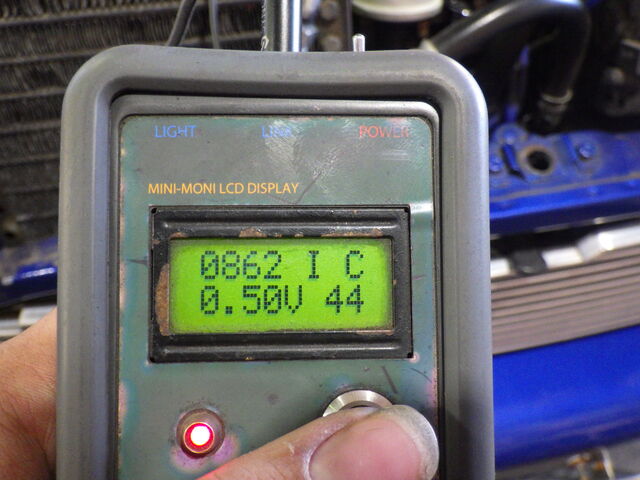 LIGHT LINK POWER
MINI-MONI LCD DISPLAY
0862 I C
0.50V 44